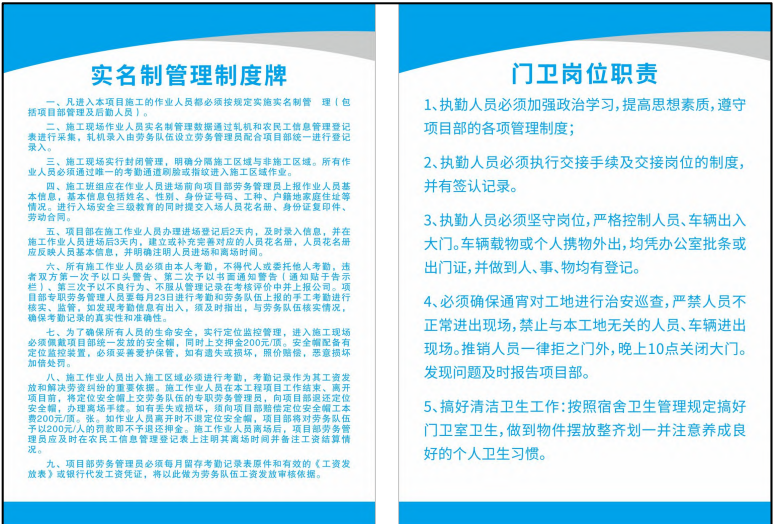 实名制管理制度牌
一、凡进入本项目施工的作业人员都必须按规定实施实名制管 理（包
括项目部管理及后勤人员）。
二、施工现场作业人员实名制管理数据通过轧机和农民工信息管理登记
表进行采集，轧机录入由劳务队伍设立劳务管理员配合项目部统一进行登记
录入。
三、施工现场实行封闭管理，明确分隔施工区域与非施工区域。所有作
业人员必须通过唯一的考勤通道刷脸或指纹进入施工区域作业。
四、施工班组应在作业人员进场前向项目部劳务管理员上报作业人员基
本信息，基本信息包括姓名、性别、身份证号码、工种、户籍地家庭住址等
情况。进行入场安全三级教育的同时提交入场人员花名册、身份证复印件、
劳动合同。
五、项目部在施工作业人员办理进场登记后2天内，及时录入信息，并在
施工作业人员进场后3天内，建立或补充完善对应的人员花名册，人员花名册
应反映人员基本信息，并明确注明人员进场和离场时间。
六、所有施工作业人员必须由本人考勤，不得代人或委托他人考勤，违
者双方第一次予以口头警告、第二次予以书面通知警告（通知贴于告示
栏）、第三次予以不良行为、不服从管理记录在考核评价中并上报公司。项
目部专职劳务管理人员要每月23日进行考勤和劳务队伍上报的手工考勤进行
核实、监管，如发现考勤信息有出入，须及时指出，与劳务队伍核实情况，
确保考勤记录的真实性和准确性。
七、为了确保所有人员的生命安全，实行定位监控管理，进入施工现场
必须佩戴项目部统一发放的安全帽，同时上交押金200元/顶。安全帽配备有
定位监控装置，必须妥善爱护保管，如有遗失或损坏，照价赔偿，恶意损坏
加倍处罚。
八、施工作业人员出入施工区域必须进行考勤，考勤记录作为其工资发
放和解决劳资纠纷的重要依据。施工作业人员在本工程项目工作结束、离开
项目前，将定位安全帽上交劳务队伍的专职劳务管理员，向项目部退还定位
安全帽，办理离场手续。如有丢失或损坏，须向项目部赔偿定位安全帽工本
费200元/顶。张。如作业人员离开时不退定位安全帽，项目部将对劳务队伍
予以200元/人的罚款即不予退还押金。施工作业人员离场后，项目部劳务管
理员应及时在农民工信息管理登记表上注明其离场时间并备注工资结算情
况。
九、项目部劳务管理员必须每月留存考勤记录表原件和有效的《工资发
放表》或银行代发工资凭证，将以此做为劳务队伍工资发放审核依据。
门卫岗位职责
1、执勤人员必须加强政治学习，提高思想素质，遵守
项目部的各项管理制度；
2、执勤人员必须执行交接手续及交接岗位的制度，
并有签认记录。
3、执勤人员必须坚守岗位，严格控制人员、车辆出入
大门。车辆载物或个人携物外出，均凭办公室批条或
出门证，并做到人、事、物均有登记。
4、必须确保通宵对工地进行治安巡查，严禁人员不
正常进出现场，禁止与本工地无关的人员、车辆进出
现场。推销人员一律拒之门外，晚上10点关闭大门。
发现问题及时报告项目部。
5、搞好清洁卫生工作：按照宿舍卫生管理规定搞好
门卫室卫生，做到物件摆放整齐划一并注意养成良
好的个人卫生习惯。